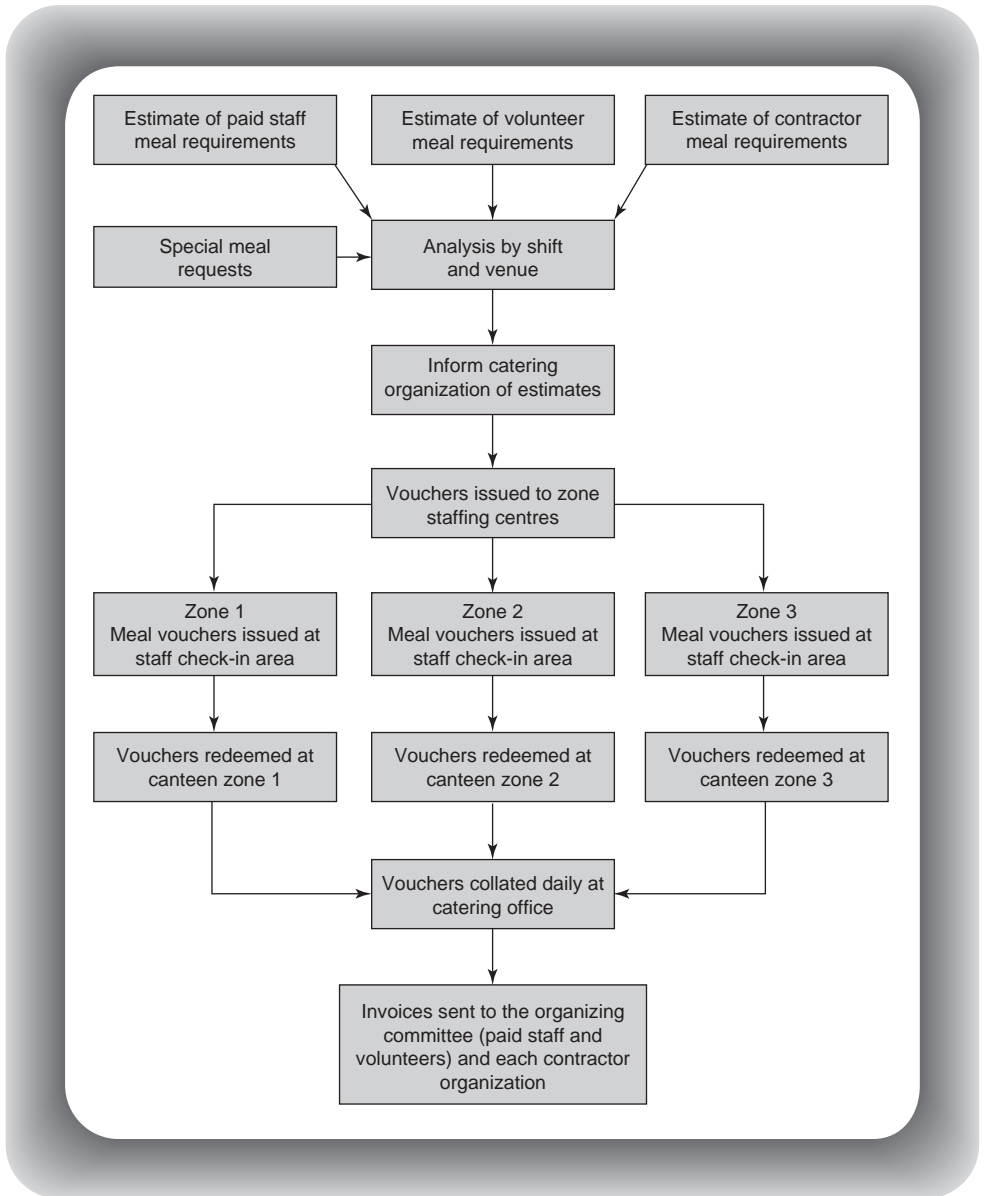 Estimate of paid staff
meal requirements
Estimate of volunteer
meal requirements
Estimate of contractor
meal requirements
Special meal
requests
Analysis by shift
and venue
Inform catering
organization of estimates
Vouchers issued to zone
staffing centres
Zone 1
Meal vouchers issued at
staff check-in area
Zone 2
Meal vouchers issued at
staff check-in area
Zone 3
Meal vouchers issued at
staff check-in area
Vouchers redeemed at
canteen zone 1
Vouchers redeemed at
canteen zone 2
Vouchers redeemed at
canteen zone 3
Vouchers collated daily at
catering office
Invoices sent to the organizing
committee (paid staff and
volunteers) and each contractor
organization